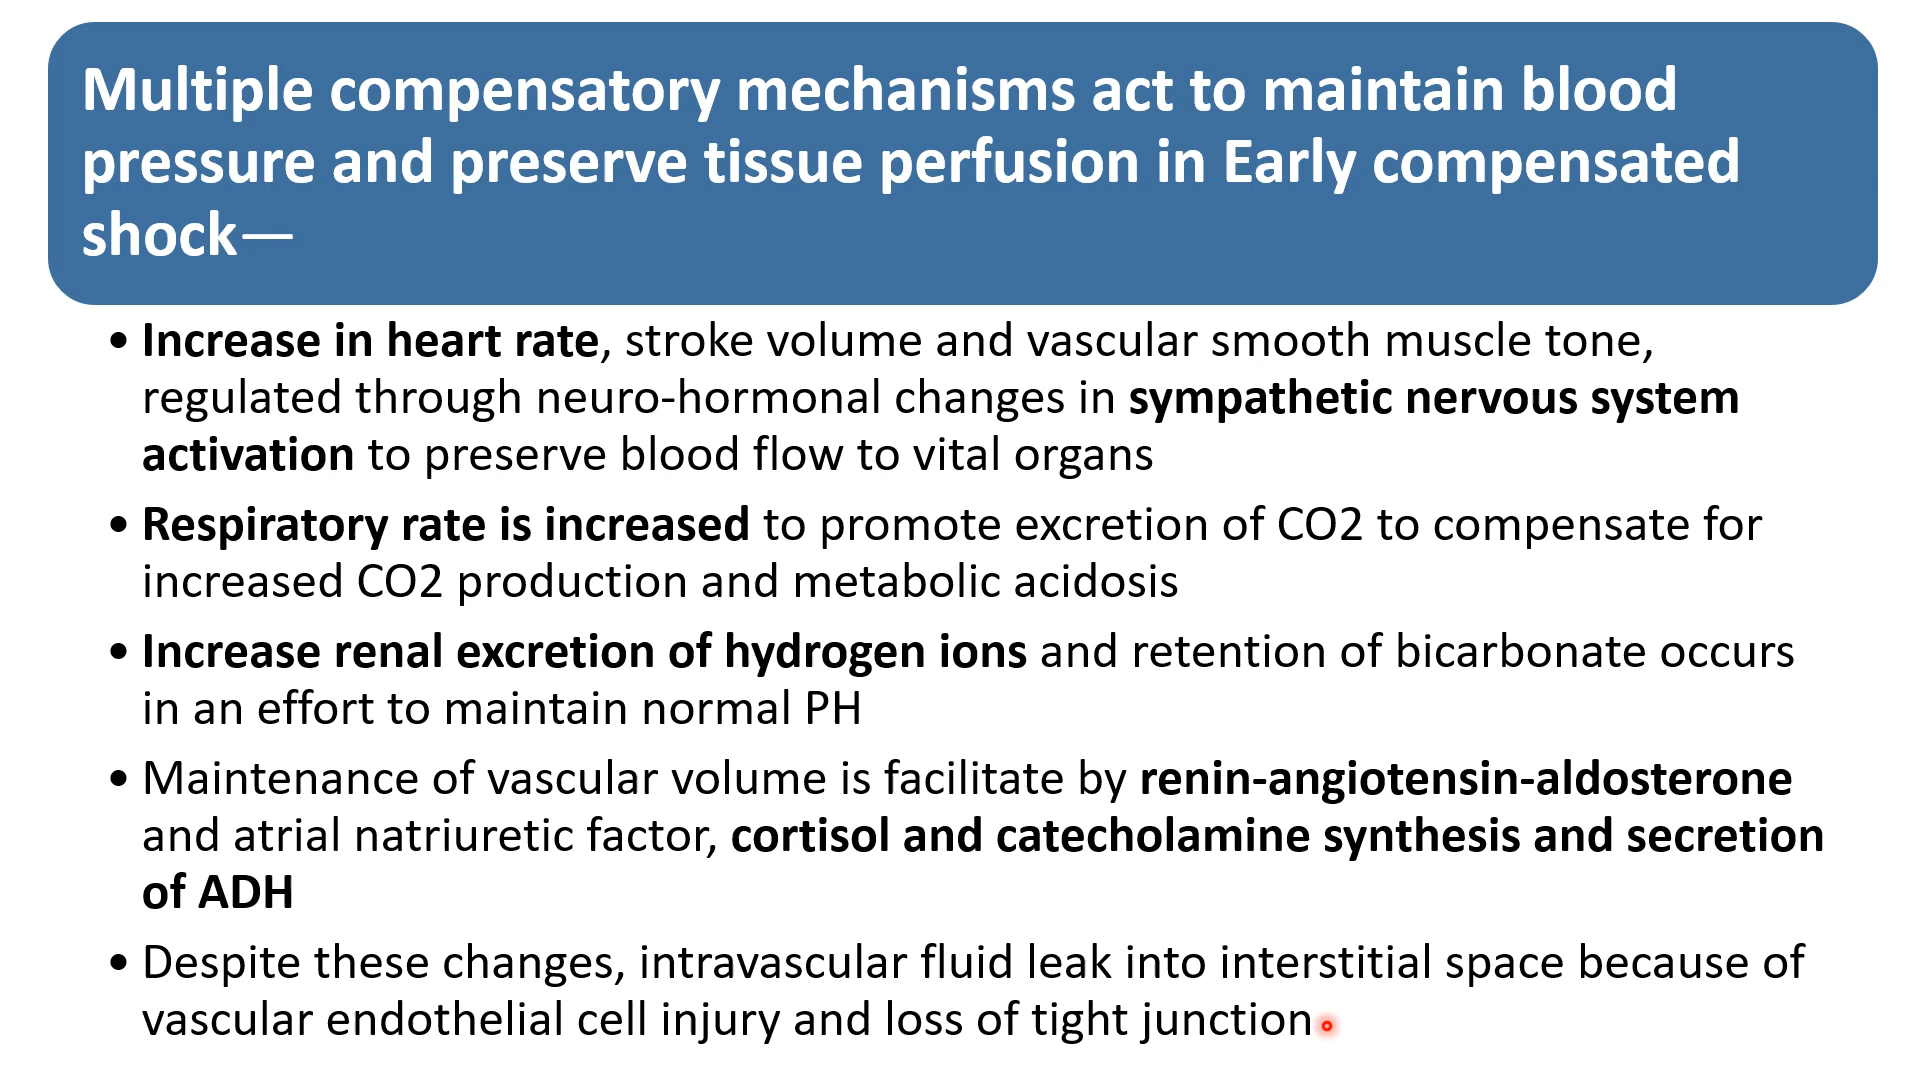 Multiple compensatory mechanisms act to maintain blood
pressure and preserve tissue perfusion in Early compensated
shock—
• Increase in heart rate, stroke volume and vascular smooth muscle tone,
regulated through neuro-hormonal changes in sympathetic nervous system
activation to preserve blood flow to vital organs
• Respiratory rate is increased to promote excretion of CO2 to compensate for
increased CO2 production and metabolic acidosis
• Increase renal excretion of hydrogen ions and retention of bicarbonate occurs
in an effort to maintain normal PH
• Maintenance of vascular volume is facilitate by renin-angiotensin-aldosterone
and atrial natriuretic factor, cortisol and catecholamine synthesis and secretion
of ADH
• Despite these changes, intravascular fluid leak into interstitial space because of
vascular endothelial cell injury and loss of tight junction